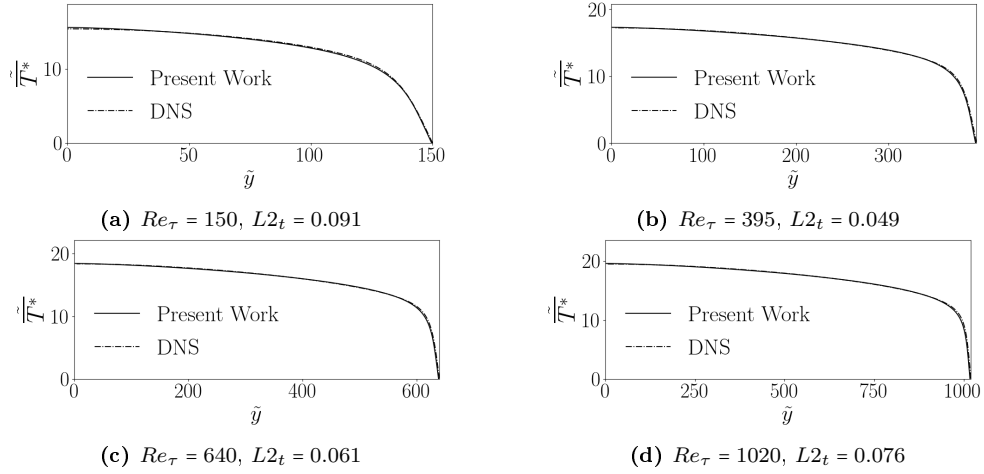 10
0
T̃*
Present Work
DNS
0
50
100
150
ỹ
(a) Re_τ = 150, L2_t = 0.091
20
10
0
T̃*
Present Work
DNS
0
100
200
300
ỹ
(b) Re_τ = 395, L2_t = 0.049
20
10
0
T̃*
Present Work
DNS
0
200
400
600
ỹ
(c) Re_τ = 640, L2_t = 0.061
20
10
0
T̃*
Present Work
DNS
0
250
500
750
1000
ỹ
(d) Re_τ = 1020, L2_t = 0.076